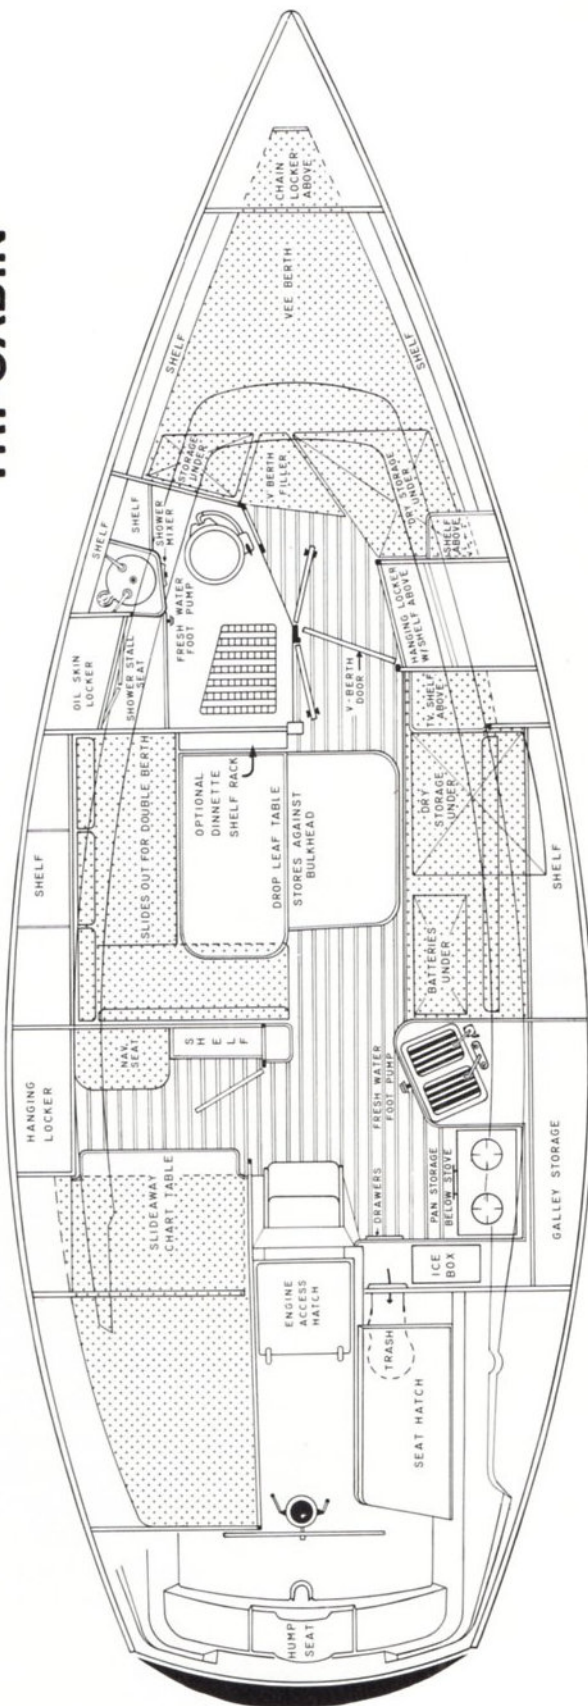 CHAIN
LOCKER
ABOVE
VEE BERTH
SHELF
SHELF
STORAGE
UNDER
V-BERTH
FILLER
DRY STORAGE
UNDER
SHELF
ABOVE
SHELF
SHELF
SHOWER
MIXER
FRESH WATER
FOOT PUMP
HANGING LOCKER
W/SHELF ABOVE
OIL SKIN
LOCKER
SHOWER STALL
SEAT
V-BERTH
DOOR
T.V. SHELF
ABOVE
OPTIONAL
DINNETTE
SHELF RACK
SHELF
SLIDES OUT FOR DOUBLE BERTH
DROP LEAF TABLE
STORES AGAINST
BULKHEAD
DRY
STORAGE
UNDER
SHELF
BATTERIES
UNDER
HANGING
LOCKER
NAV.
SEAT
SHELF
FRESH WATER
FOOT PUMP
SLIDEAWAY
CHART TABLE
DRAWERS
PAN STORAGE
BELOW STOVE
GALLEY STORAGE
ENGINE
ACCESS
HATCH
ICE
BOX
TRASH
SEAT HATCH
HUMP
SEAT